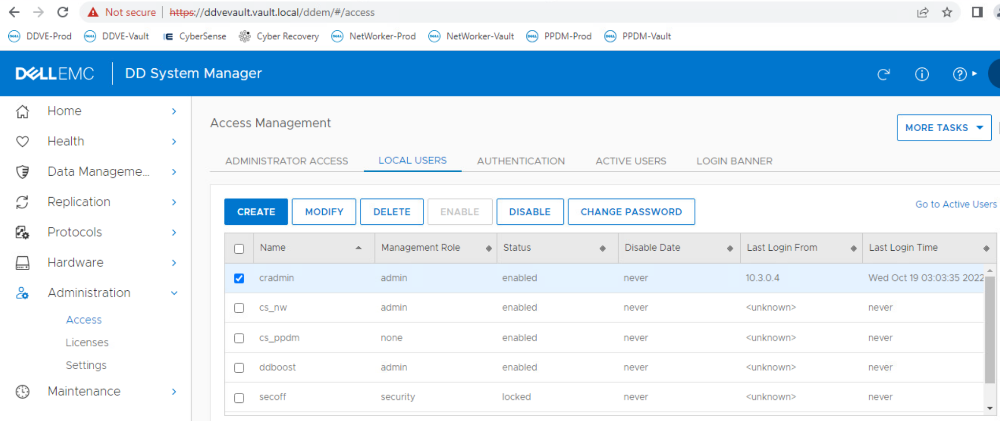 Not secure https://ddvevault.vault.local/ddem/#/access
DDVE-Prod DDVE-Vault CyberSense Cyber Recovery NetWorker-Prod NetWorker-Vault PPDM-Prod PPDM-Vault
DELLEMC DD System Manager
Home
Health
Data Manageme...
Replication
Protocols
Hardware
Administration
Access
Licenses
Settings
Maintenance
Access Management
MORE TASKS
ADMINISTRATOR ACCESS LOCAL USERS AUTHENTICATION ACTIVE USERS LOGIN BANNER
Go to Active Users
CREATE MODIFY DELETE ENABLE DISABLE CHANGE PASSWORD
Name Management Role Status Disable Date Last Login From Last Login Time
cradmin admin enabled never 10.3.0.4 Wed Oct 19 03:03:35 2022
cs_nw admin enabled never <unknown> never
cs_ppdm none enabled never <unknown> never
ddboost admin enabled never <unknown> never
secoff security locked never <unknown> never